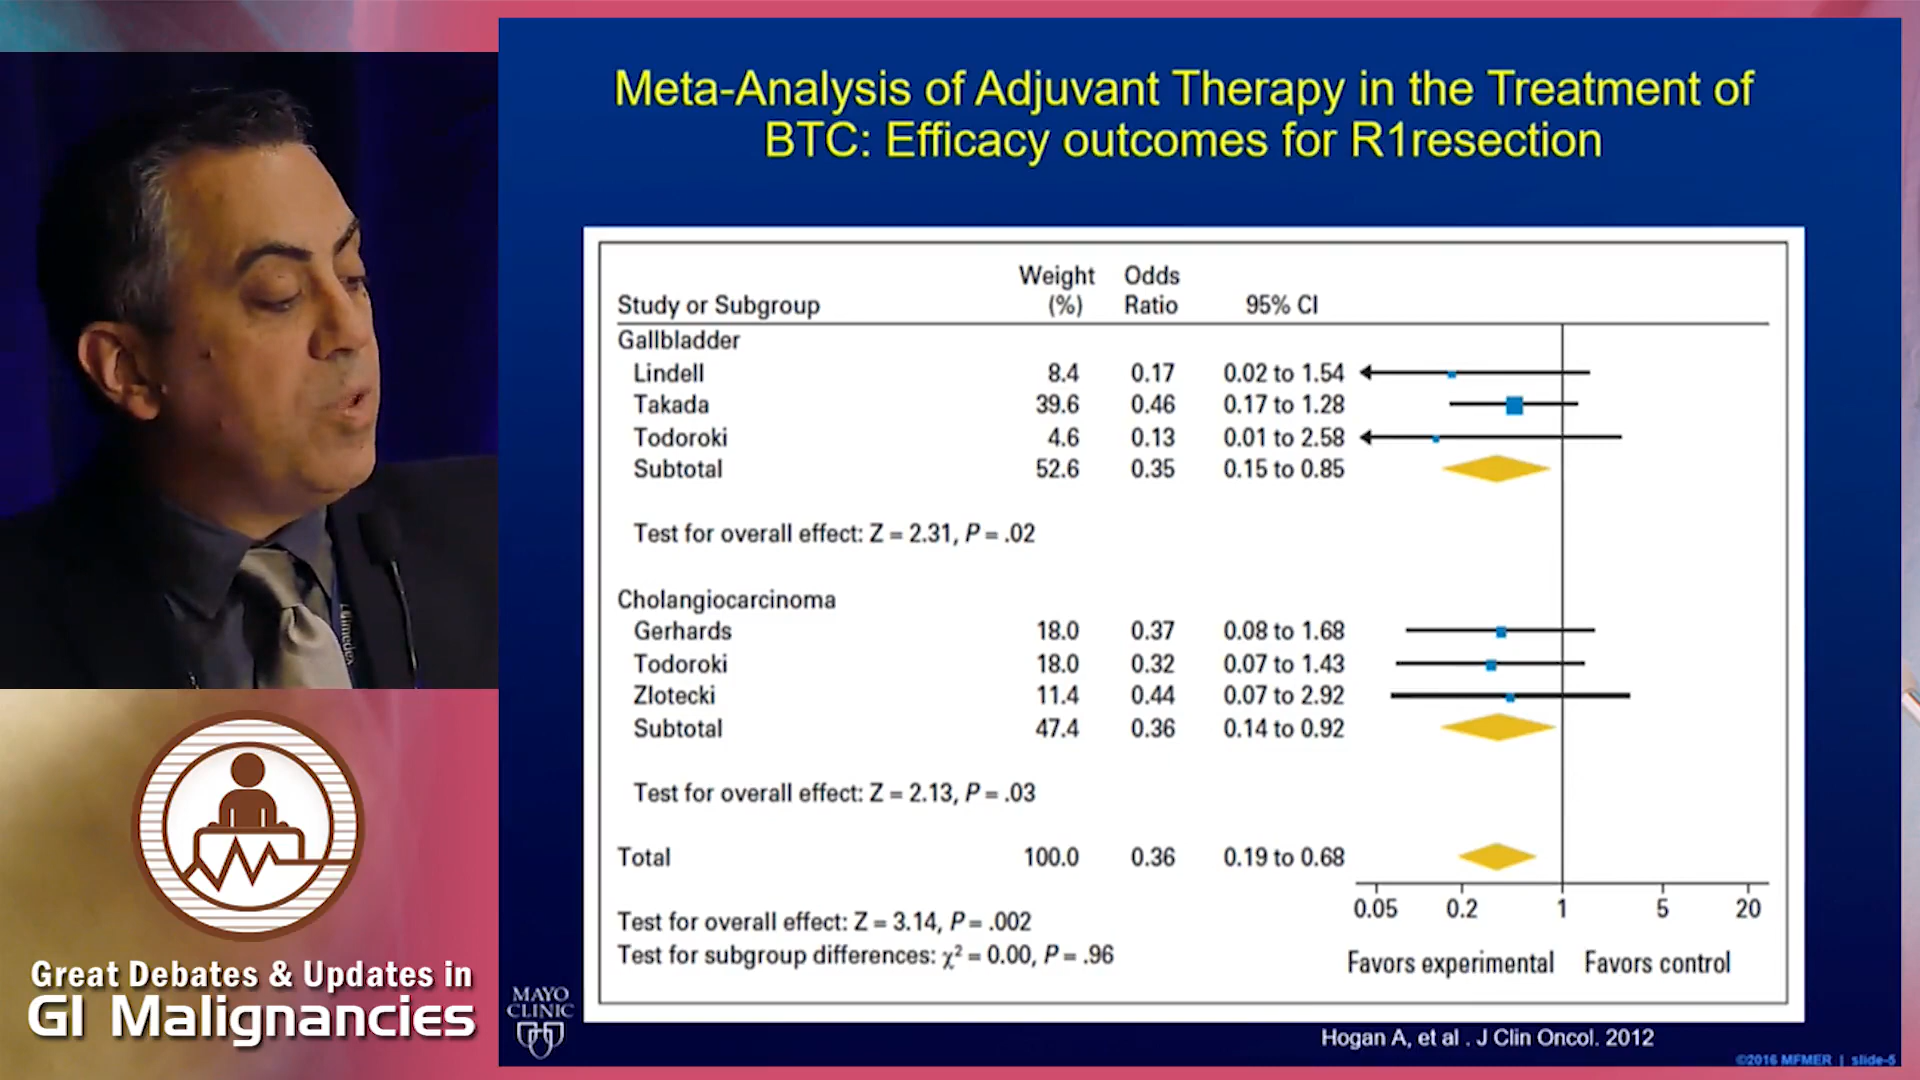 Meta-Analysis of Adjuvant Therapy in the Treatment of
BTC: Efficacy outcomes for R1resection
Weight Odds
Study or Subgroup (%) Ratio 95% CI
Gallbladder
Lindell 8.4 0.17 0.02 to 1.54
Takada 39.6 0.46 0.17 to 1.28
Todoroki 4.6 0.13 0.01 to 2.58
Subtotal 52.6 0.35 0.15 to 0.85
Test for overall effect: Z = 2.31, P = .02
Cholangiocarcinoma
Gerhards 18.0 0.37 0.08 to 1.68
Todoroki 18.0 0.32 0.07 to 1.43
Zlotecki 11.4 0.44 0.07 to 2.92
Subtotal 47.4 0.36 0.14 to 0.92
Test for overall effect: Z = 2.13, P = .03
Total 100.0 0.36 0.19 to 0.68
0.05 0.2 1 5 20
Test for overall effect: Z = 3.14, P = .002
Test for subgroup differences: χ² = 0.00, P = .96
Favors experimental Favors control
Hogan A, et al . J Clin Oncol. 2012
©2016 MFMER | slide-5
MAYO
CLINIC
Great Debates & Updates in
GI Malignancies
imedex